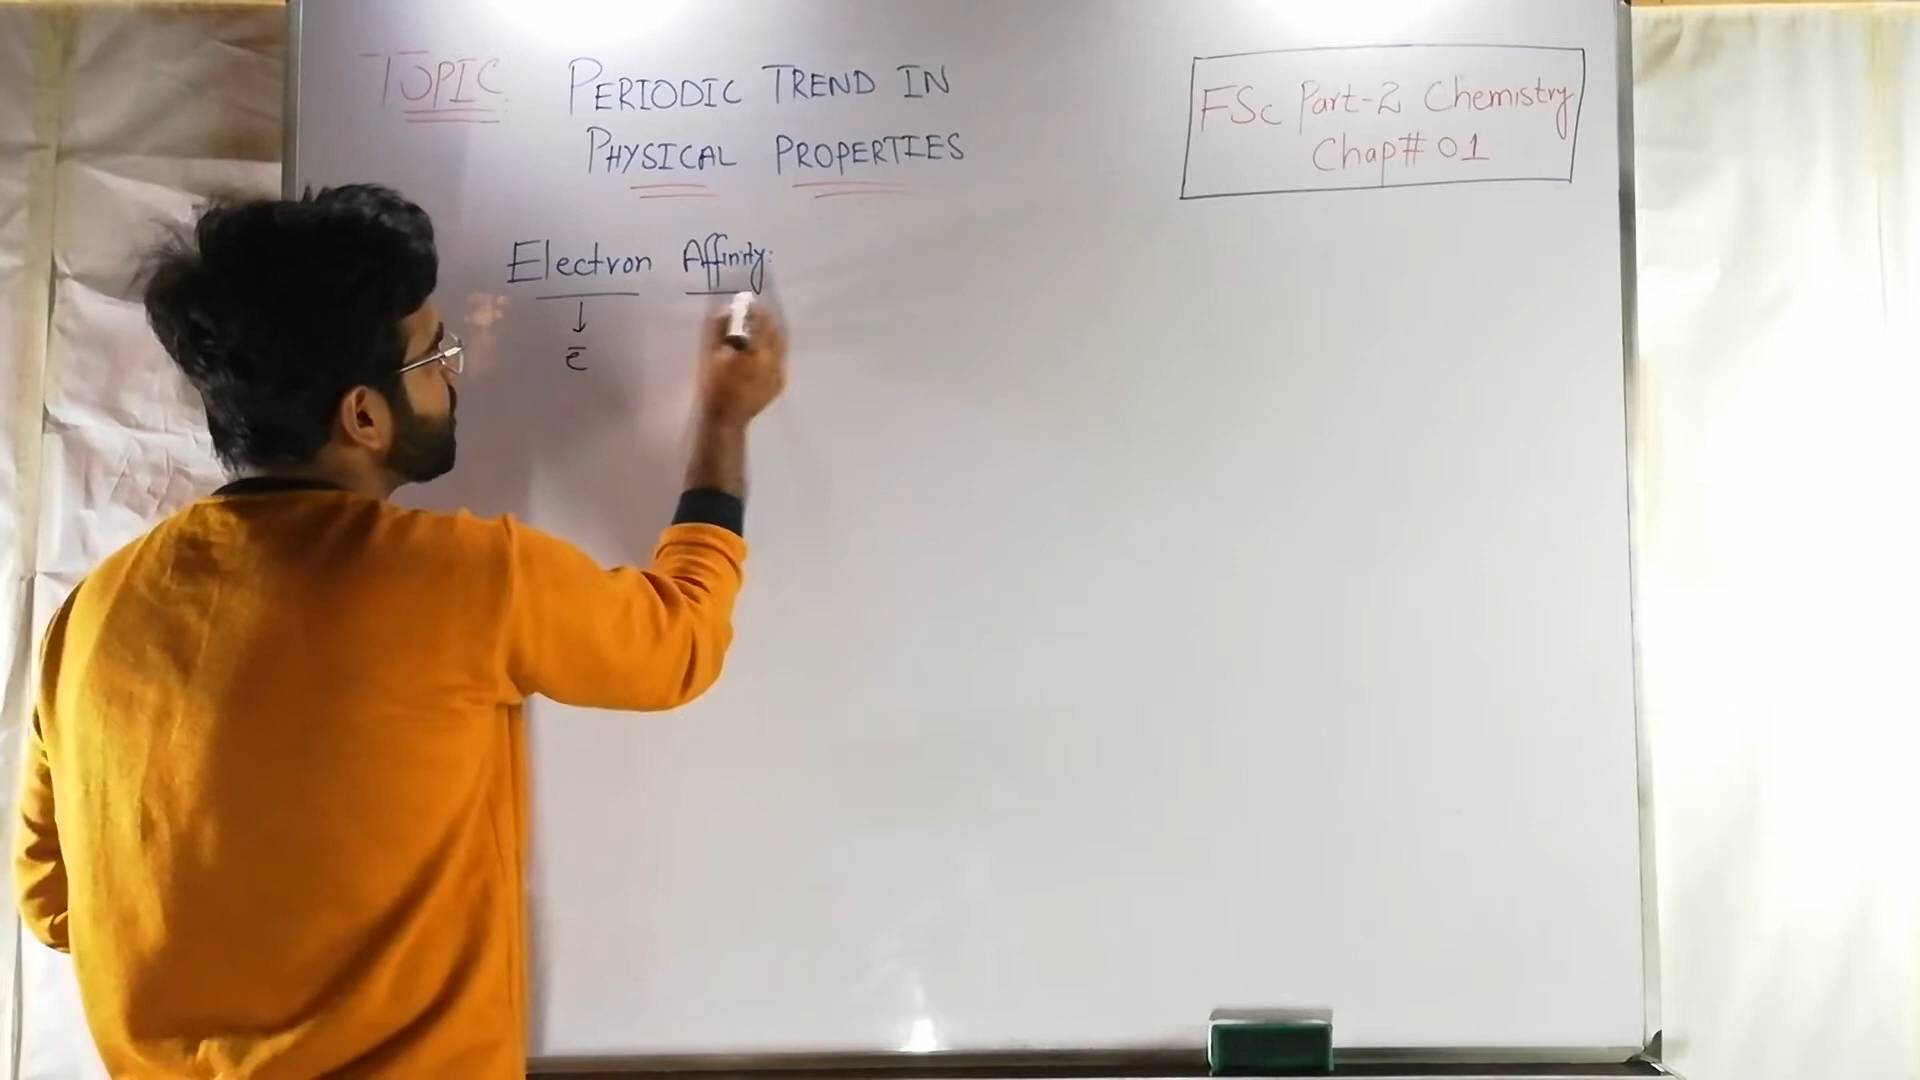 TOPIC: PERIODIC TREND IN
PHYSICAL PROPERTIES
FSc Part-2 Chemistry
Chap# 01
Electron Affinity:
↓
ē